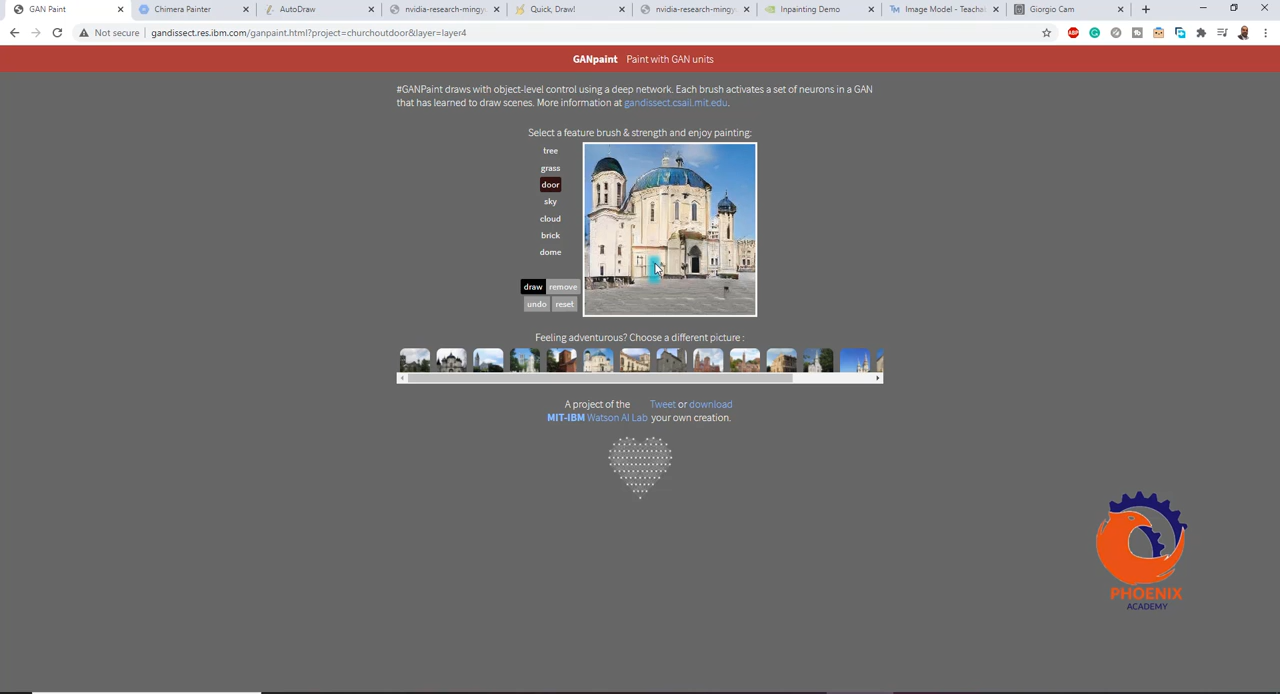 GAN Paint
Chimera Painter
AutoDraw
nvidia-research-mingyu
Quick, Draw!
nvidia-research-mingyu
Inpainting Demo
Image Model - Teachal
Giorgio Cam
Not secure
gandissect.res.ibm.com/ganpaint.html?project=churchoutdoor&layer=layer4
GANpaint Paint with GAN units
#GANPaint draws with object-level control using a deep network. Each brush activates a set of neurons in a GAN
that has learned to draw scenes. More information at gandissect.csail.mit.edu.
Select a feature brush & strength and enjoy painting:
tree
grass
door
sky
cloud
brick
dome
draw remove
undo reset
Feeling adventurous? Choose a different picture :
A project of the
MIT-IBM Watson AI Lab
Tweet or download
your own creation.
PHOENIX
ACADEMY